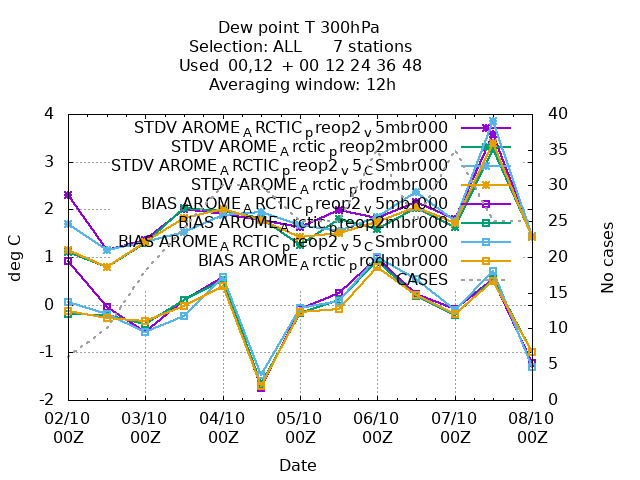 Dew point T 300hPa
Selection: ALL 7 stations
Used 00,12 + 00 12 24 36 48
Averaging window: 12h
STDV AROME_ARCTIC_preop2_v5mbr000
STDV AROME_Arctic_preop2mbr000
STDV AROME_ARCTIC_preop2_v5_CSmbr000
STDV AROME_Arctic_prodmbr000
BIAS AROME_ARCTIC_preop2_v5mbr000
BIAS AROME_Arctic_preop2mbr000
BIAS AROME_ARCTIC_preop2_v5_CSmbr000
BIAS AROME_Arctic_prodmbr000
CASES
deg C
4
3
2
1
0
-1
-2
No cases
40
35
30
25
20
15
10
5
0
02/10 03/10 04/10 05/10 06/10 07/10 08/10
00Z 00Z 00Z 00Z 00Z 00Z 00Z
Date